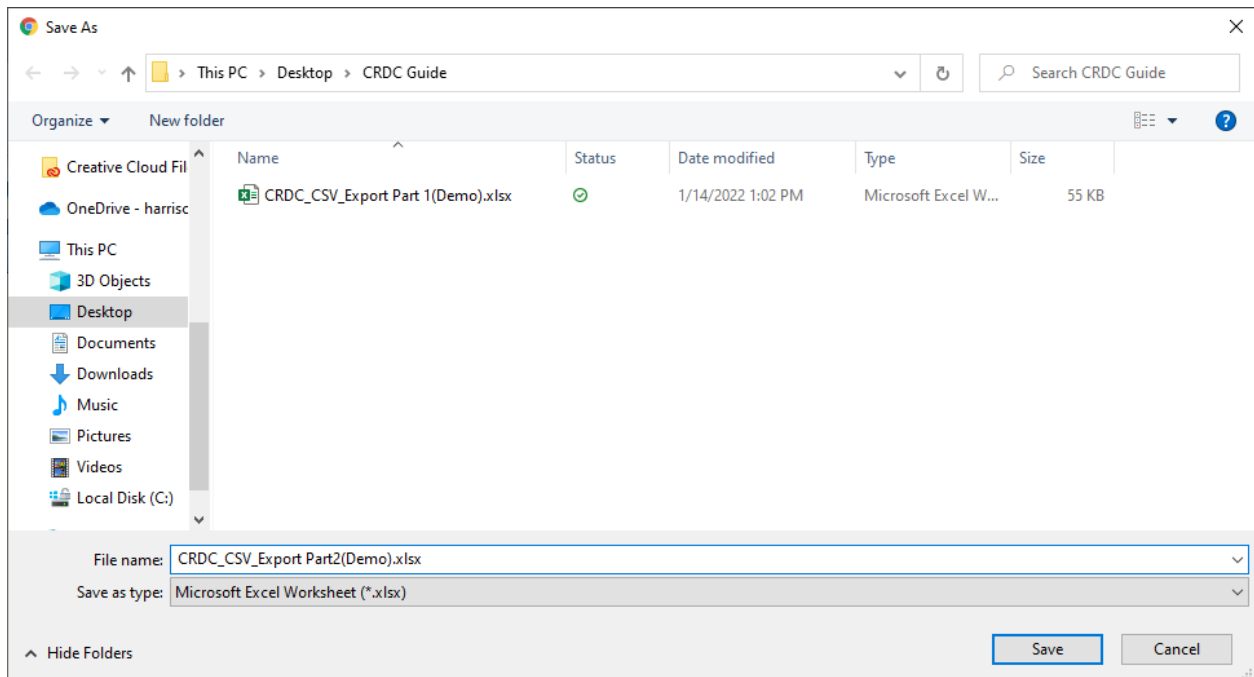 Save As
This PC > Desktop > CRDC Guide
Search CRDC Guide
Organize New folder
Name Status Date modified Type Size
CRDC_CSV_Export Part 1(Demo).xlsx 1/14/2022 1:02 PM Microsoft Excel W... 55 KB
Creative Cloud Fil
OneDrive - harrisc
This PC
3D Objects
Desktop
Documents
Downloads
Music
Pictures
Videos
Local Disk (C:)
File name: CRDC_CSV_Export Part2(Demo).xlsx
Save as type: Microsoft Excel Worksheet (*.xlsx)
Hide Folders
Save Cancel